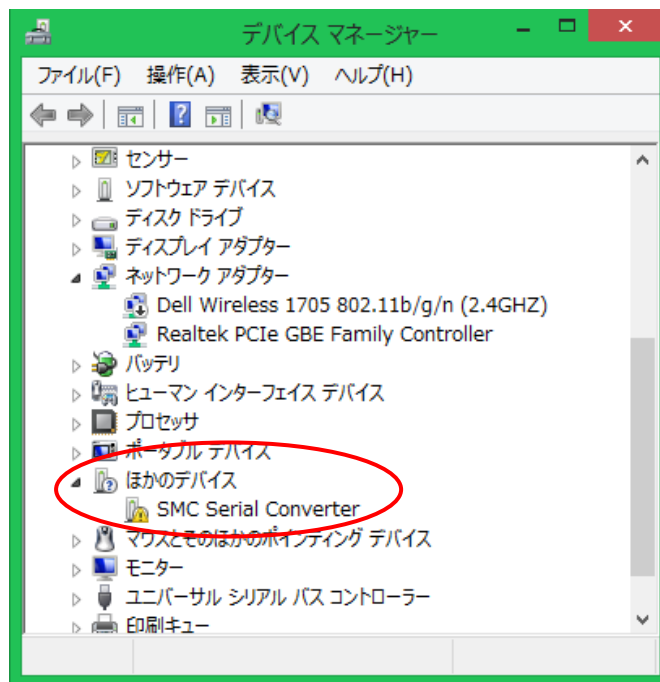 デバイス マネージャー
ファイル(F) 操作(A) 表示(V) ヘルプ(H)
センサー
ソフトウェア デバイス
ディスク ドライブ
ディスプレイ アダプター
ネットワーク アダプター
Dell Wireless 1705 802.11b/g/n (2.4GHZ)
Realtek PCIe GBE Family Controller
バッテリ
ヒューマン インターフェイス デバイス
プロセッサ
ポータブル デバイス
ほかのデバイス
SMC Serial Converter
マウスとそのほかのポインティング デバイス
モニター
ユニバーサル シリアル バス コントローラー
印刷キュー